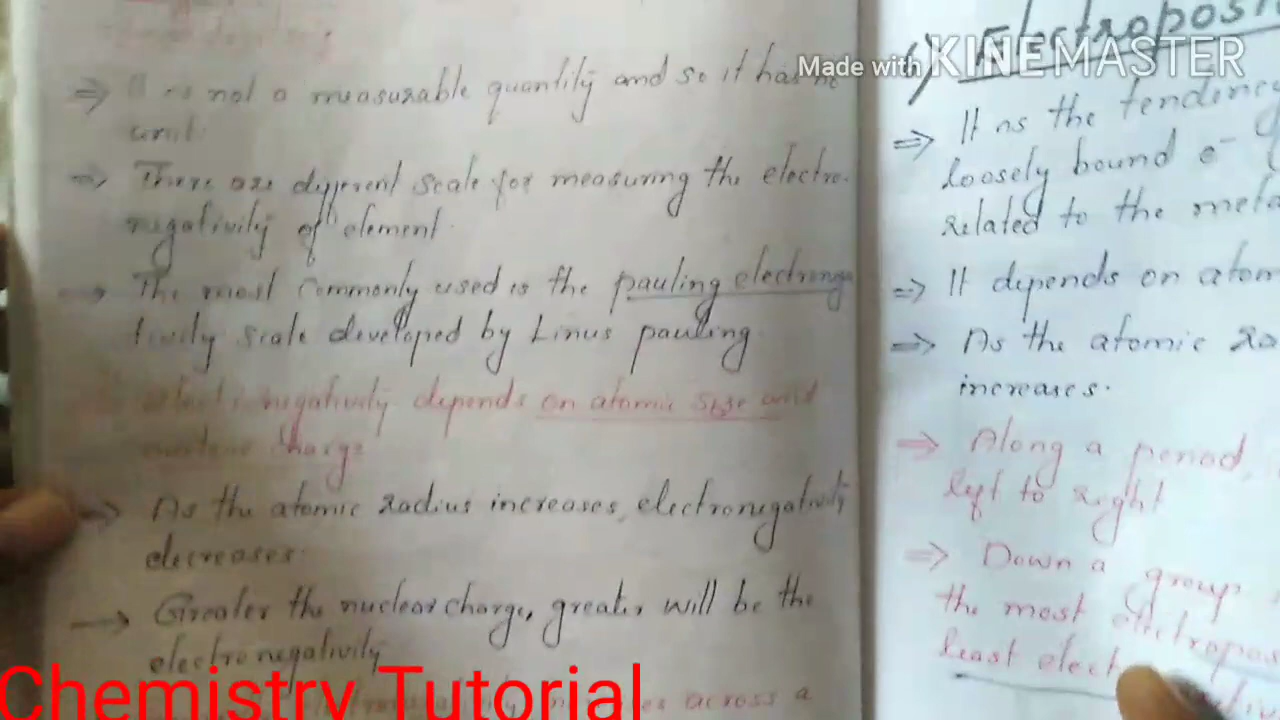 It is not a measurable quantity and so it has no
unit.
There are different scale for measuring the electro-
negativity of element.
The most commonly used is the pauling electronga
tivity scale developed by Linus pauling.
electronegativity depends on atomic size and
nuclear charge
As the atomic radius increases, electronegativity
decreases.
Greater the nuclear charge, greater will be the
electronegativity
across a
6) Electroposi
It is the tendency
loosely bound e-
related to the meta
It depends on atom
As the atomic ra
increases.
Along a period,
left to right
Down a group
the most electropos
least elect
Made with KINEMASTER
Chemistry Tutorial